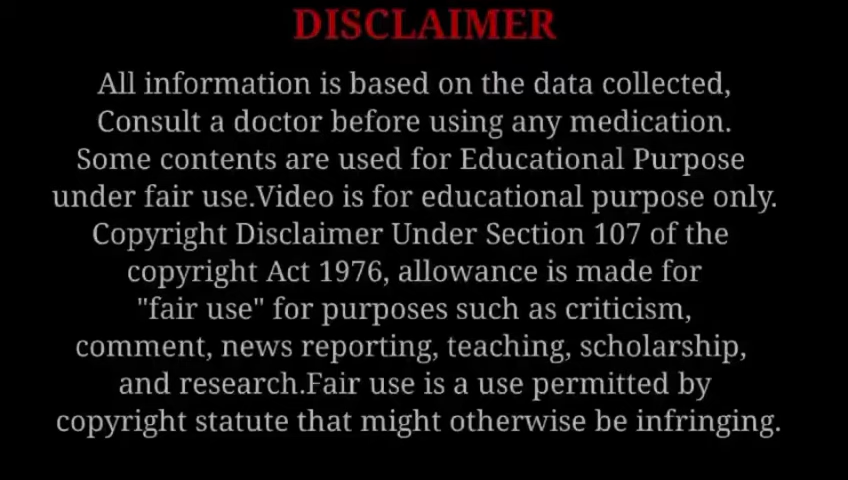 DISCLAIMER
All information is based on the data collected,
Consult a doctor before using any medication.
Some contents are used for Educational Purpose
under fair use.Video is for educational purpose only.
Copyright Disclaimer Under Section 107 of the
copyright Act 1976, allowance is made for
"fair use" for purposes such as criticism,
comment, news reporting, teaching, scholarship,
and research.Fair use is a use permitted by
copyright statute that might otherwise be infringing.